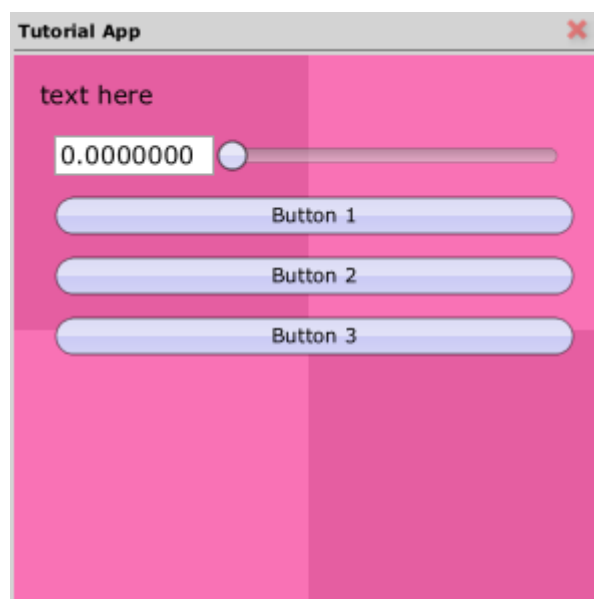 Tutorial App
text here
0.0000000
Button 1
Button 2
Button 3